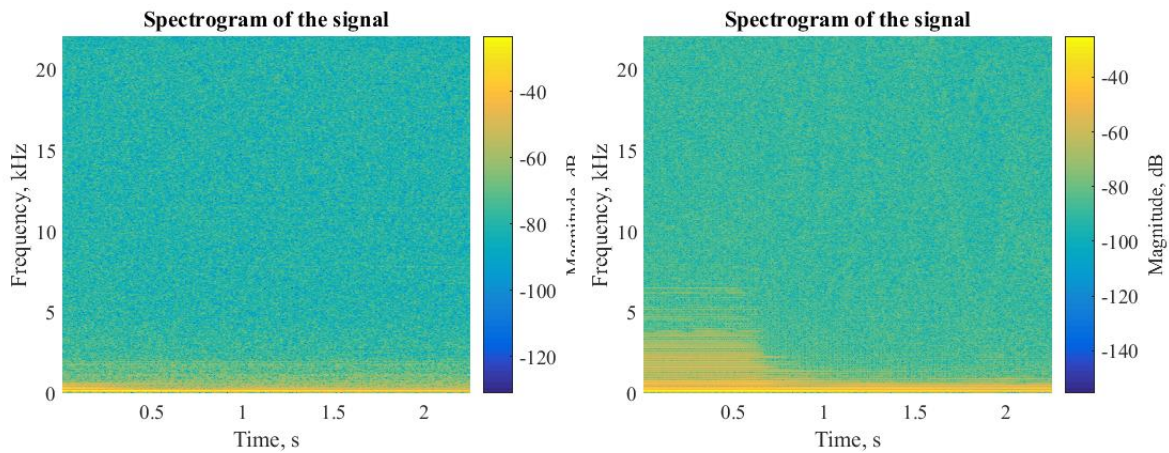 Spectrogram of the signal
20
15
10
5
0
Frequency, kHz
0.5 1 1.5 2
Time, s
-40
-60
-80
-100
-120
Magnitude, dB
Spectrogram of the signal
20
15
10
5
0
Frequency, kHz
0.5 1 1.5 2
Time, s
-40
-60
-80
-100
-120
-140
Magnitude, dB